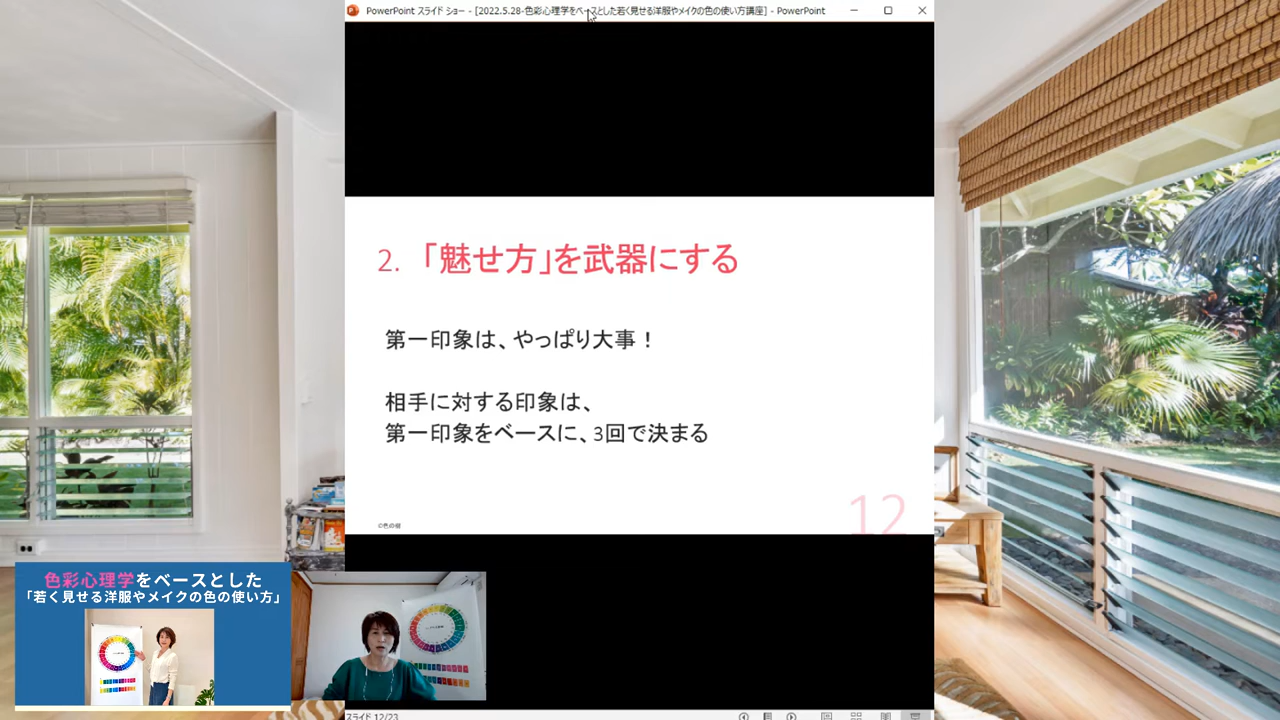 PowerPoint スライド ショー - [2022.5.28-色彩心理学をベースとした若く見せる洋服やメイクの色の使い方講座] - PowerPoint
2. 「魅せ方」を武器にする
第一印象は、やっぱり大事！
相手に対する印象は、
第一印象をベースに、3回で決まる
12
©色の樹
色彩心理学をベースとした
「若く見せる洋服やメイクの色の使い方」
スライド 12/23